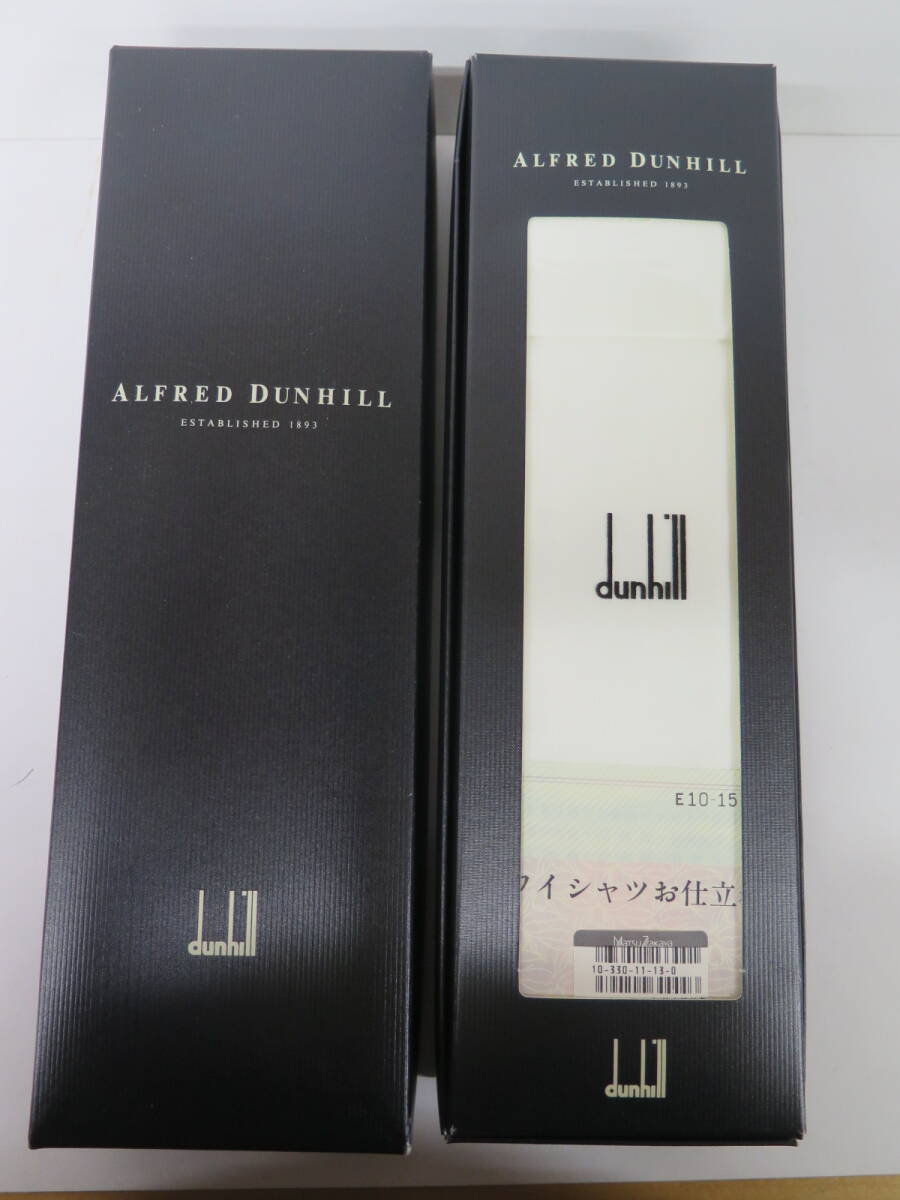 ALFRED DUNHILL
ESTABLISHED 1893
dunhill
ALFRED DUNHILL
ESTABLISHED 1893
dunhill
E10-15
ワイシャツお仕立
MatsuZakaya
10-330-11-13-0
dunhill